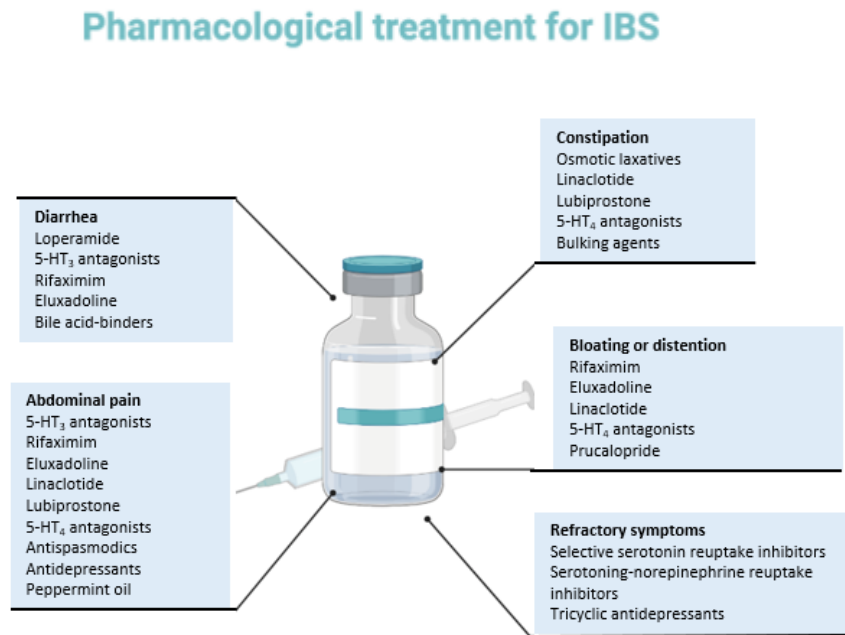 Pharmacological treatment for IBS
Diarrhea
Loperamide
5-HT₃ antagonists
Rifaximim
Eluxadoline
Bile acid-binders
Abdominal pain
5-HT₃ antagonists
Rifaximim
Eluxadoline
Linaclotide
Lubiprostone
5-HT₄ antagonists
Antispasmodics
Antidepressants
Peppermint oil
Constipation
Osmotic laxatives
Linaclotide
Lubiprostone
5-HT₄ antagonists
Bulking agents
Bloating or distention
Rifaximim
Eluxadoline
Linaclotide
5-HT₄ antagonists
Prucalopride
Refractory symptoms
Selective serotonin reuptake inhibitors
Serotoning-norepinephrine reuptake
inhibitors
Tricyclic antidepressants